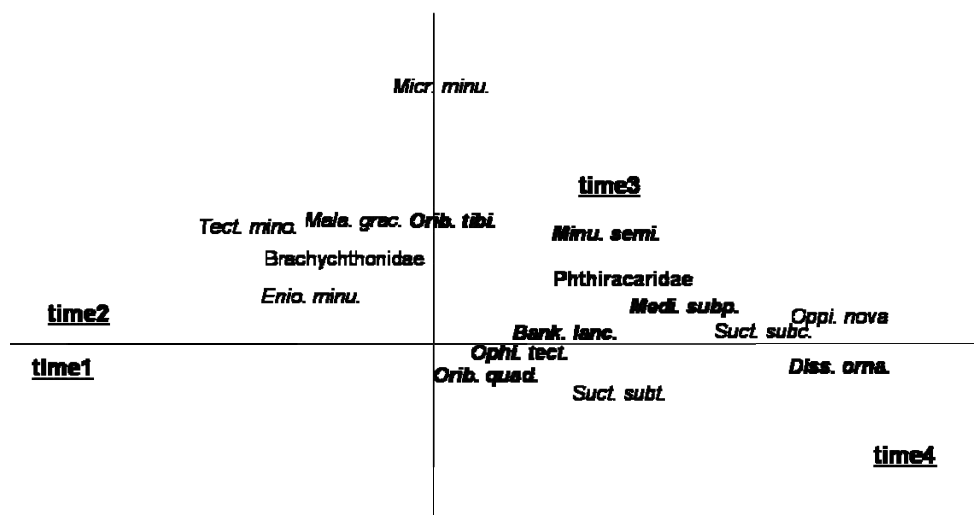 Micr. minu.
time3
Tect. mino.
Mala. grac.
Orib. tibi.
Minu. semi.
Brachychthonidae
Phthiracaridae
Enio. minu.
Medi. subp.
time2
Oppi. nova
Bank. lanc.
Suct. subc.
Ophi. tect.
time1
Diss. orna.
Orib. quad.
Suct. subt.
time4